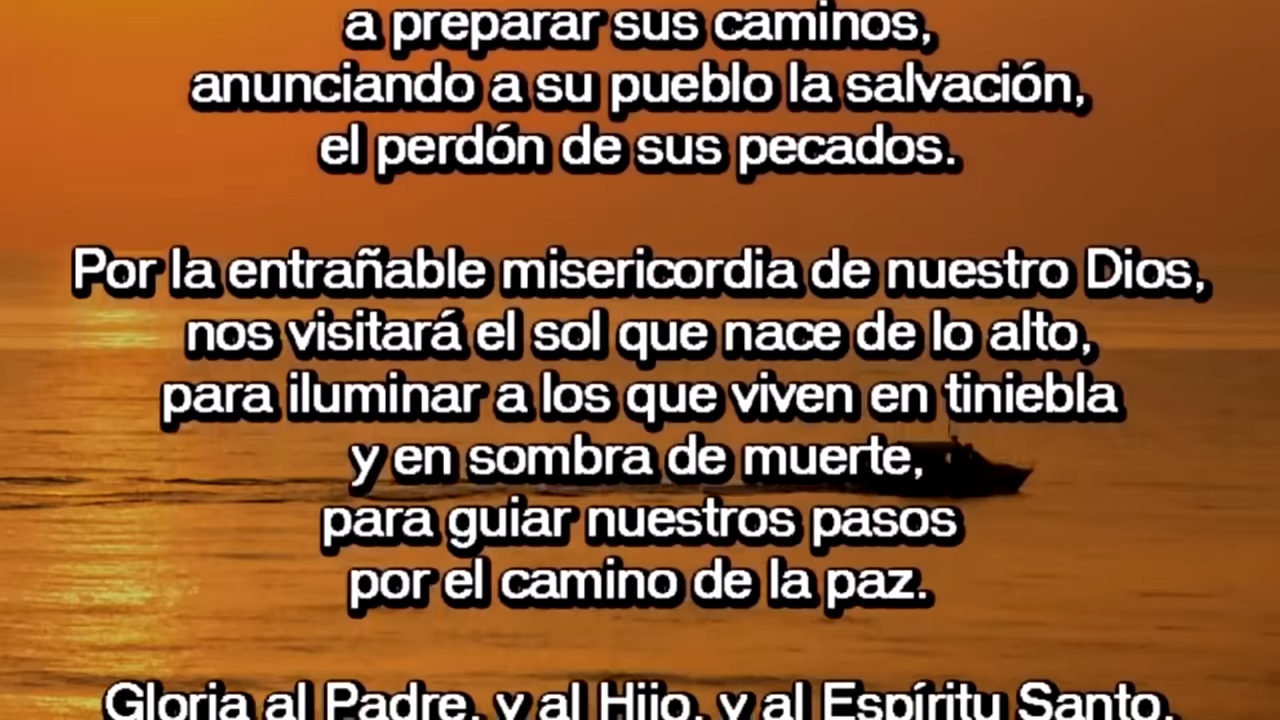 a preparar sus caminos,
anunciando a su pueblo la salvación,
el perdón de sus pecados.
Por la entrañable misericordia de nuestro Dios,
nos visitará el sol que nace de lo alto,
para iluminar a los que viven en tiniebla
y en sombra de muerte,
para guiar nuestros pasos
por el camino de la paz.
Gloria al Padre, y al Hijo, y al Espíritu Santo.